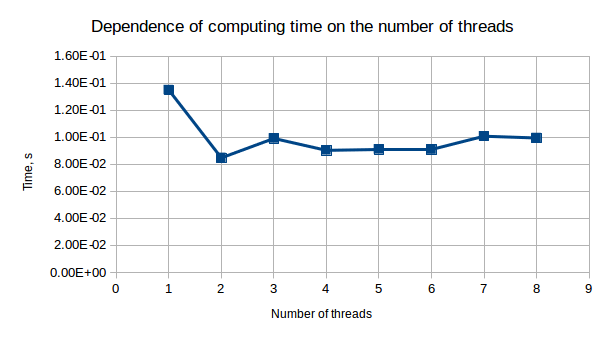 Dependence of computing time on the number of threads
1.60E-01
1.40E-01
1.20E-01
1.00E-01
8.00E-02
6.00E-02
4.00E-02
2.00E-02
0.00E+00
Time, s
0 1 2 3 4 5 6 7 8 9
Number of threads